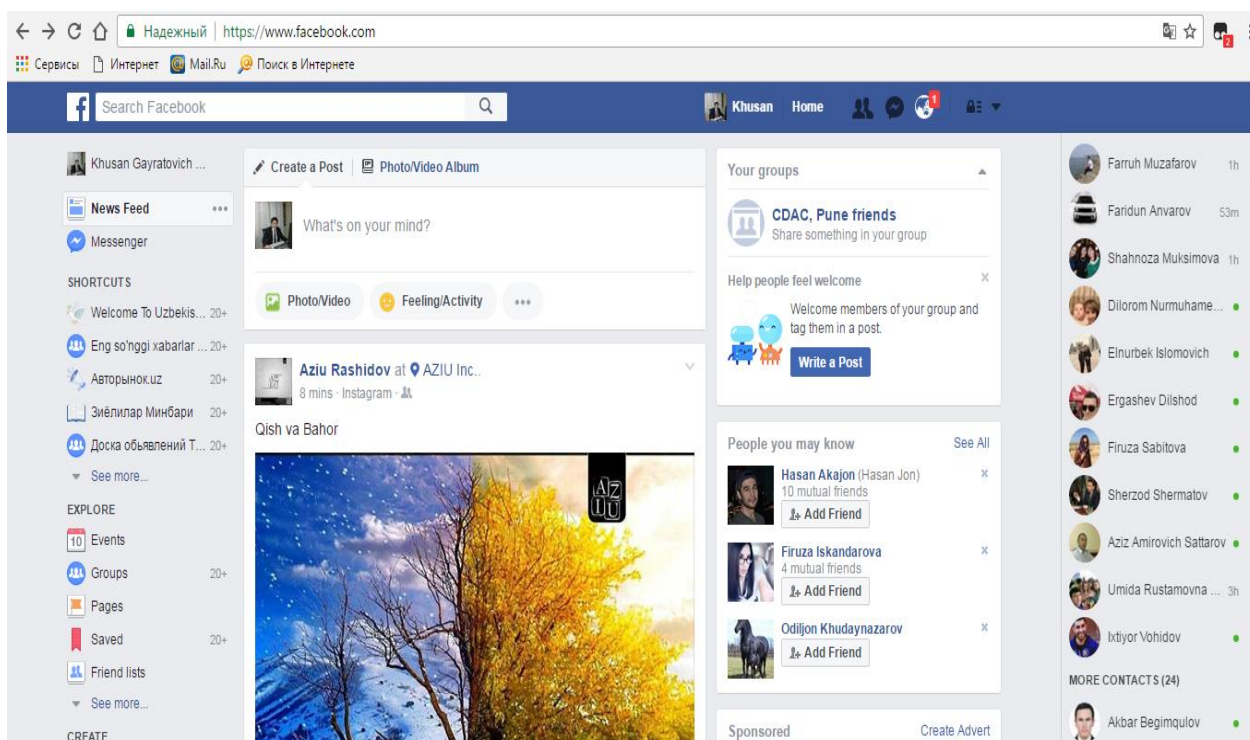 Надежный | https://www.facebook.com
2
Сервисы Интернет Mail.Ru Поиск в Интернете
f Search Facebook
Khusan Home 1
Khusan Gayratovich ...
News Feed
Messenger
SHORTCUTS
Welcome To Uzbekis... 20+
Eng so'nggi xabarlar ... 20+
Авторынок.uz 20+
Зиёлилар Минбари 20+
Доска обьявлений Т... 20+
See more...
EXPLORE
10 Events
Groups 20+
Pages
Saved 20+
Friend lists
See more...
CREATE
Create a Post Photo/Video Album
What's on your mind?
Photo/Video Feeling/Activity
Aziu Rashidov at AZIU Inc..
8 mins · Instagram ·
Qish va Bahor
AZ
IU
Your groups
CDAC, Pune friends
Share something in your group
Help people feel welcome
Welcome members of your group and
tag them in a post.
Write a Post
People you may know See All
Hasan Akajon (Hasan Jon)
10 mutual friends
Add Friend
Firuza Iskandarova
4 mutual friends
Add Friend
Odiljon Khudaynazarov
Add Friend
Sponsored Create Advert
Farruh Muzafarov 1h
Faridun Anvarov 53m
Shahnoza Muksimova 1h
Dilorom Nurmuhame...
Elnurbek Islomovich
Ergashev Dilshod
Firuza Sabitova
Sherzod Shermatov
Aziz Amirovich Sattarov
Umida Rustamovna ... 3h
Ixtiyor Vohidov
MORE CONTACTS (24)
Akbar Begimqulov